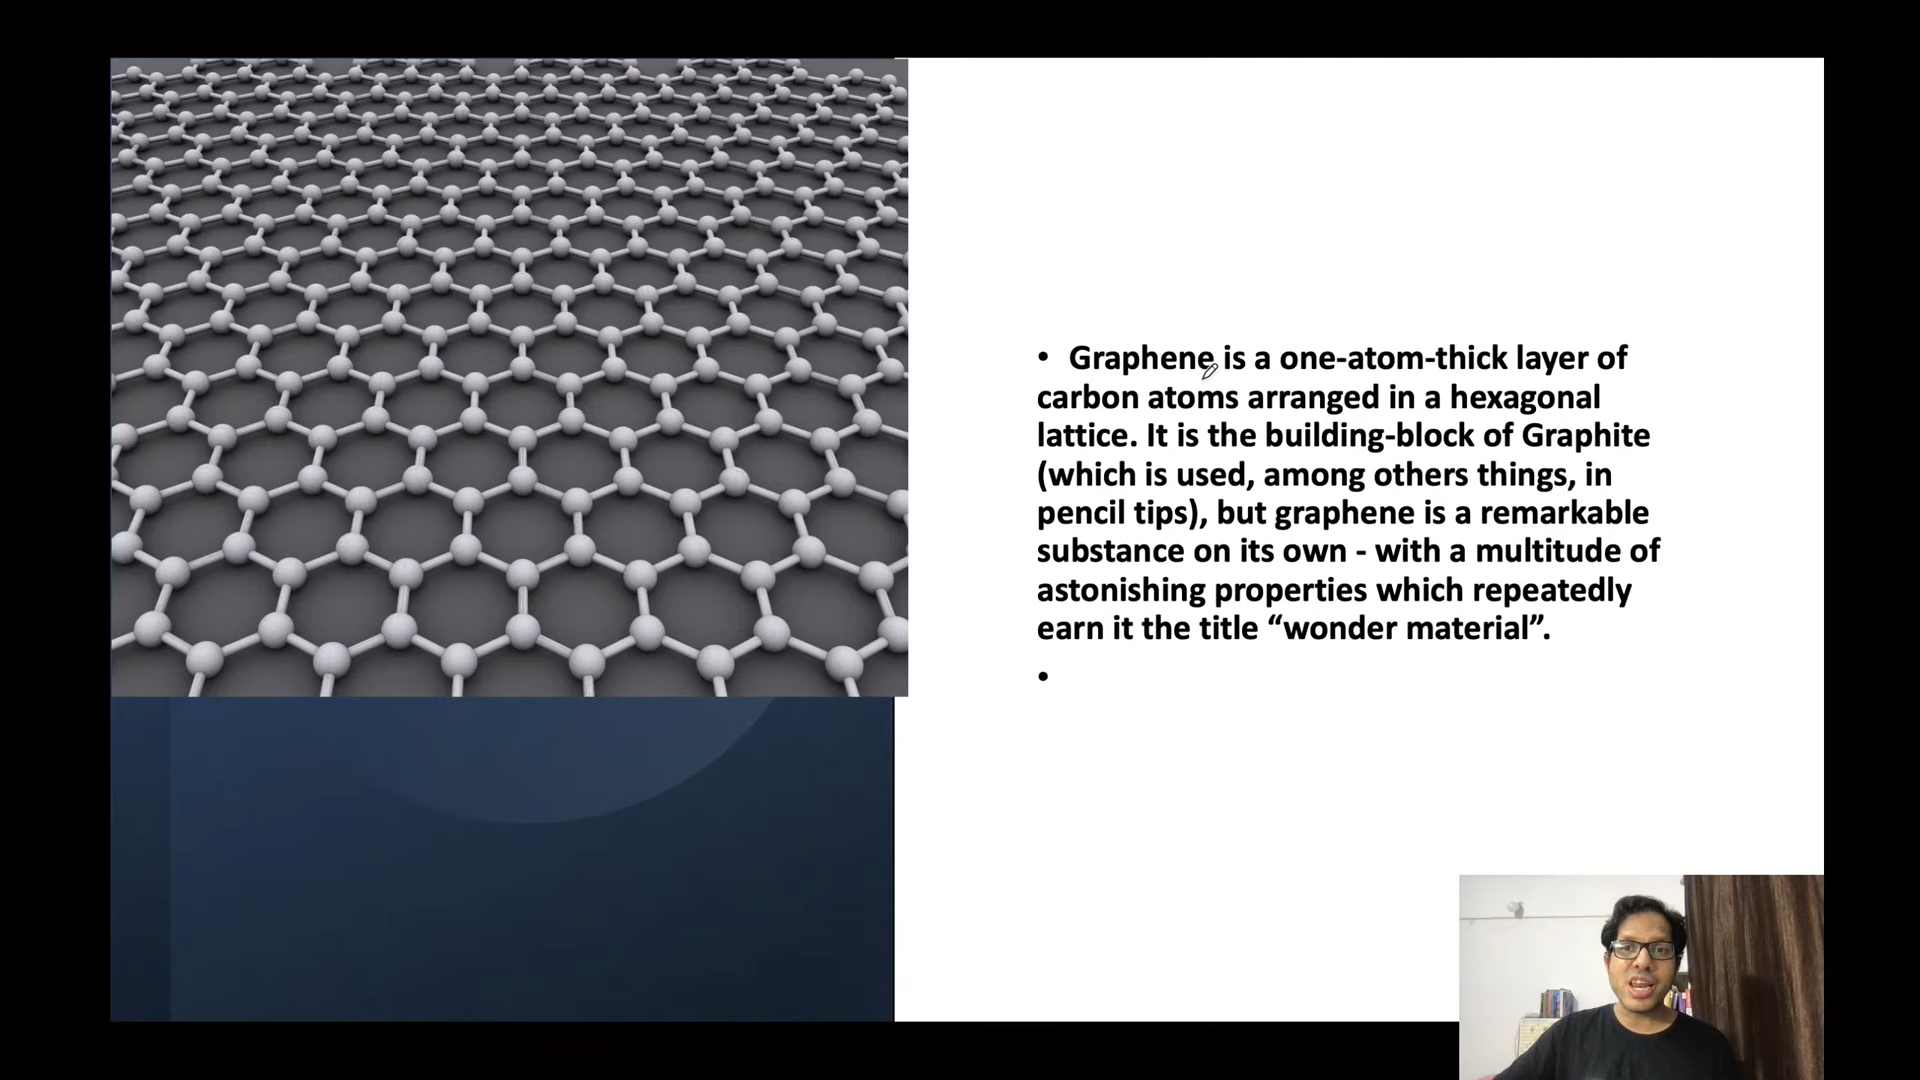 • Graphene is a one-atom-thick layer of
carbon atoms arranged in a hexagonal
lattice. It is the building-block of Graphite
(which is used, among others things, in
pencil tips), but graphene is a remarkable
substance on its own - with a multitude of
astonishing properties which repeatedly
earn it the title “wonder material”.
•